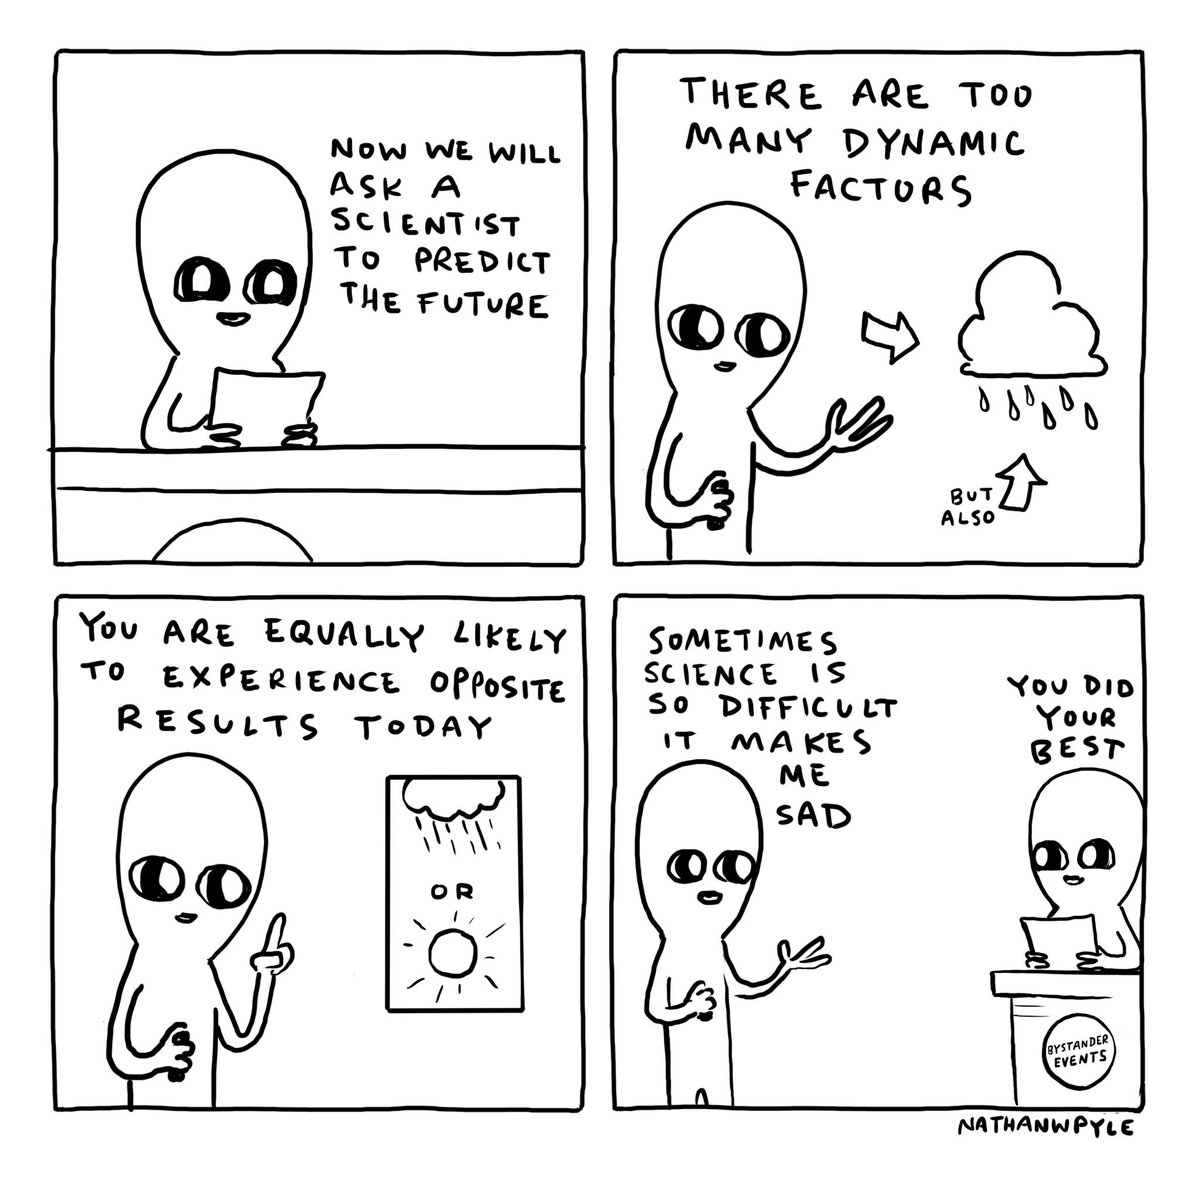 NOW WE WILL
ASK A
SCIENTIST
TO PREDICT
THE FUTURE
THERE ARE TOO
MANY DYNAMIC
FACTORS
BUT
ALSO
YOU ARE EQUALLY LIKELY
TO EXPERIENCE OPPOSITE
RESULTS TODAY
OR
SOMETIMES
SCIENCE IS
SO DIFFICULT
IT MAKES
ME
SAD
YOU DID
YOUR
BEST
BYSTANDER
EVENTS
NATHANWPYLE